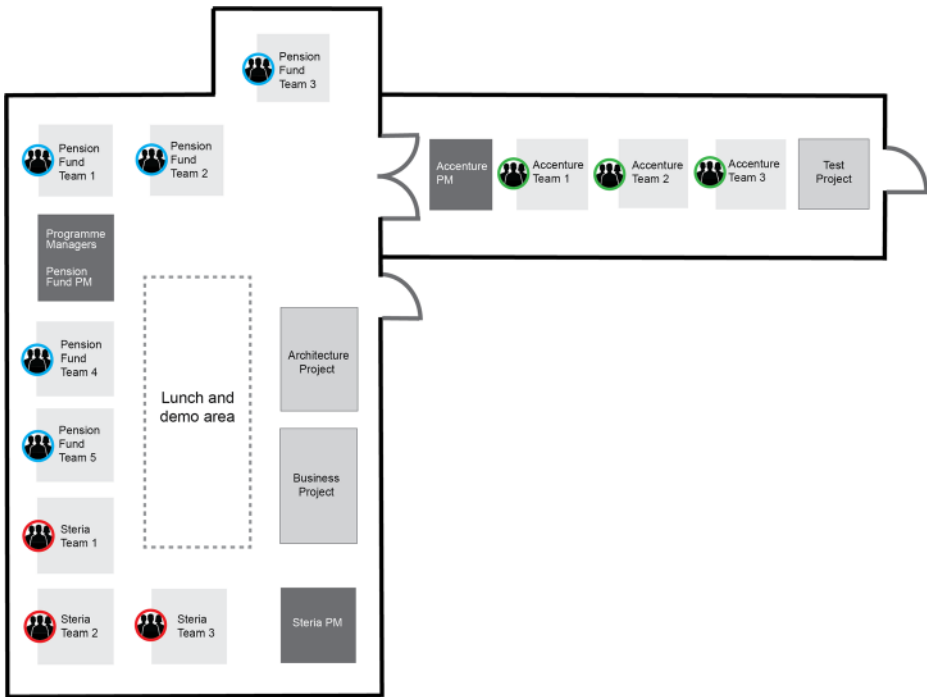 Pension
Fund
Team 3
Pension
Fund
Team 1
Pension
Fund
Team 2
Accenture
PM
Accenture
Team 1
Accenture
Team 2
Accenture
Team 3
Test
Project
Programme
Managers
Pension
Fund PM
Pension
Fund
Team 4
Architecture
Project
Lunch and
demo area
Pension
Fund
Team 5
Business
Project
Steria
Team 1
Steria
Team 2
Steria
Team 3
Steria PM